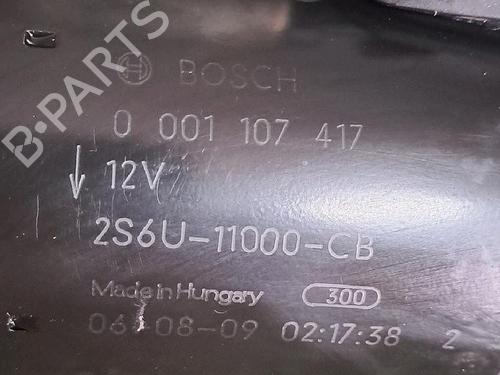 B-PARTS
BOSCH
0 001 107 417
12V
2S6U-11000-CB
Made in Hungary 300
06-08-09 02:17:38 2